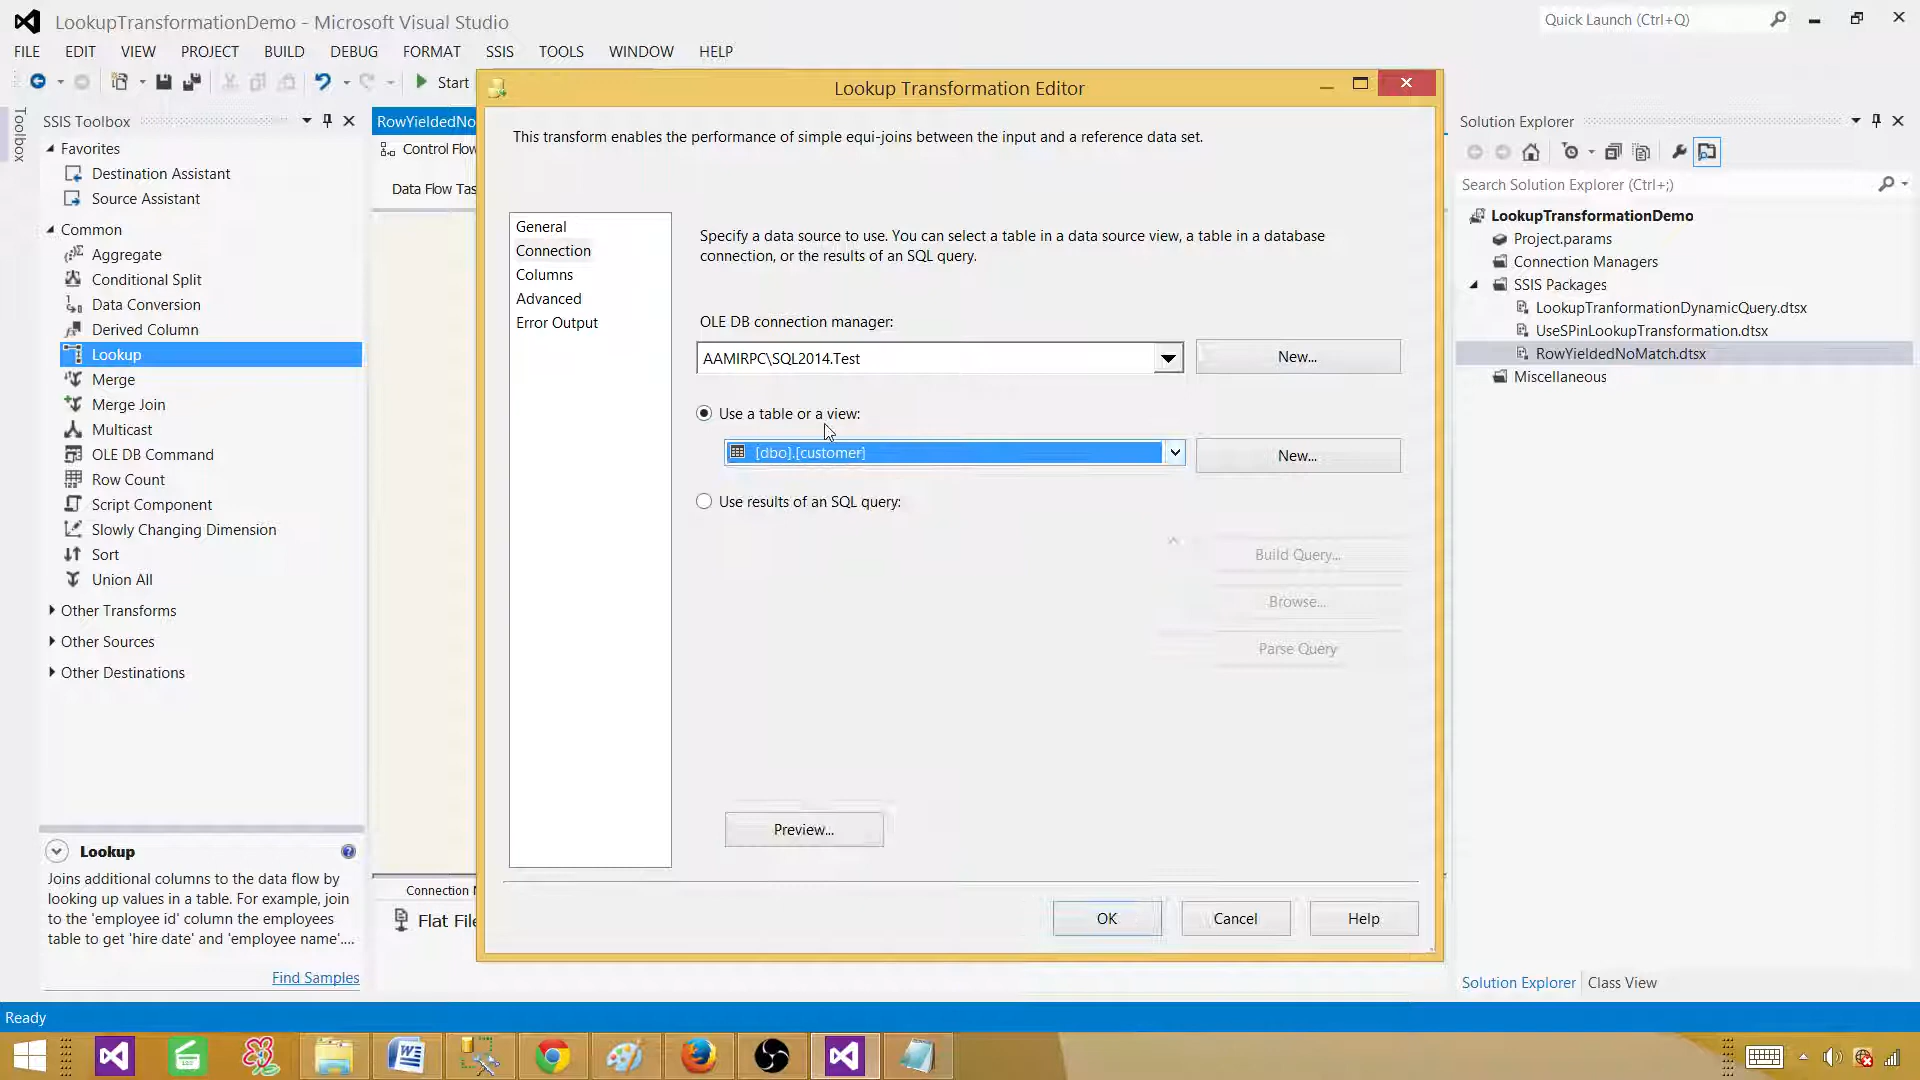 LookupTransformationDemo - Microsoft Visual Studio
Quick Launch (Ctrl+Q)
FILE EDIT VIEW PROJECT BUILD DEBUG FORMAT SSIS TOOLS WINDOW HELP
Start
Toolbox
SSIS Toolbox
Favorites
Destination Assistant
Source Assistant
Common
Aggregate
Conditional Split
Data Conversion
Derived Column
Lookup
Merge
Merge Join
Multicast
OLE DB Command
Row Count
Script Component
Slowly Changing Dimension
Sort
Union All
Other Transforms
Other Sources
Other Destinations
Lookup
Joins additional columns to the data flow by
looking up values in a table. For example, join
to the 'employee id' column the employees
table to get 'hire date' and 'employee name'....
Find Samples
RowYieldedNo
Control Flow
Data Flow Tas
Connection
Flat File
Lookup Transformation Editor
This transform enables the performance of simple equi-joins between the input and a reference data set.
General
Connection
Columns
Advanced
Error Output
Specify a data source to use. You can select a table in a data source view, a table in a database
connection, or the results of an SQL query.
OLE DB connection manager:
AAMIRPC\SQL2014.Test
New...
Use a table or a view:
[dbo].[customer]
New...
Use results of an SQL query:
Build Query...
Browse...
Parse Query
Preview...
OK Cancel Help
Solution Explorer
Search Solution Explorer (Ctrl+;)
LookupTransformationDemo
Project.params
Connection Managers
SSIS Packages
LookupTranformationDynamicQuery.dtsx
UseSPinLookupTransformation.dtsx
RowYieldedNoMatch.dtsx
Miscellaneous
Solution Explorer Class View
Ready